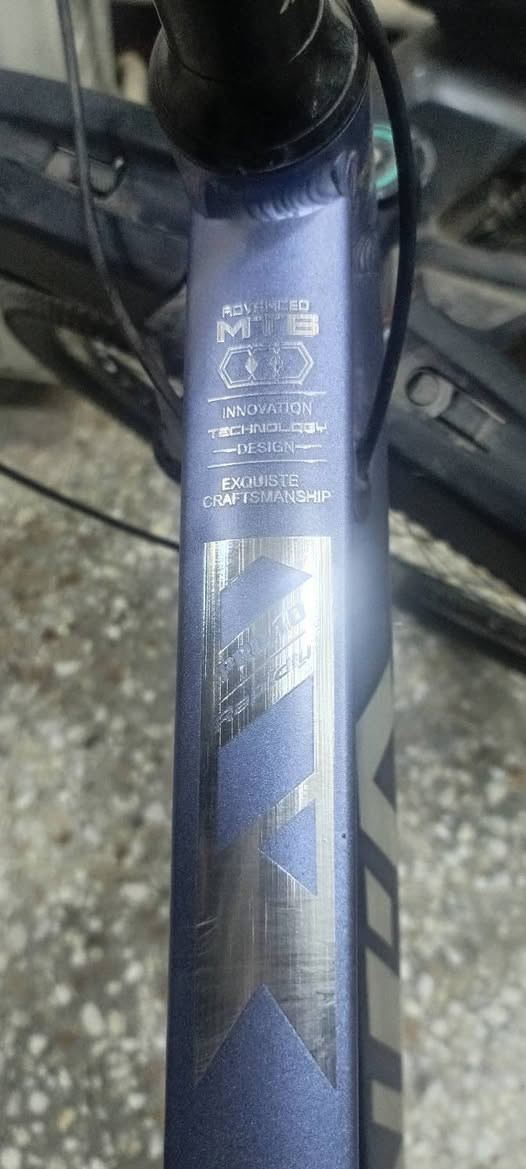 ADVANCED
MTB
INNOVATION
TECHNOLOGY
DESIGN
EXQUISTE
CRAFTSMANSHIP